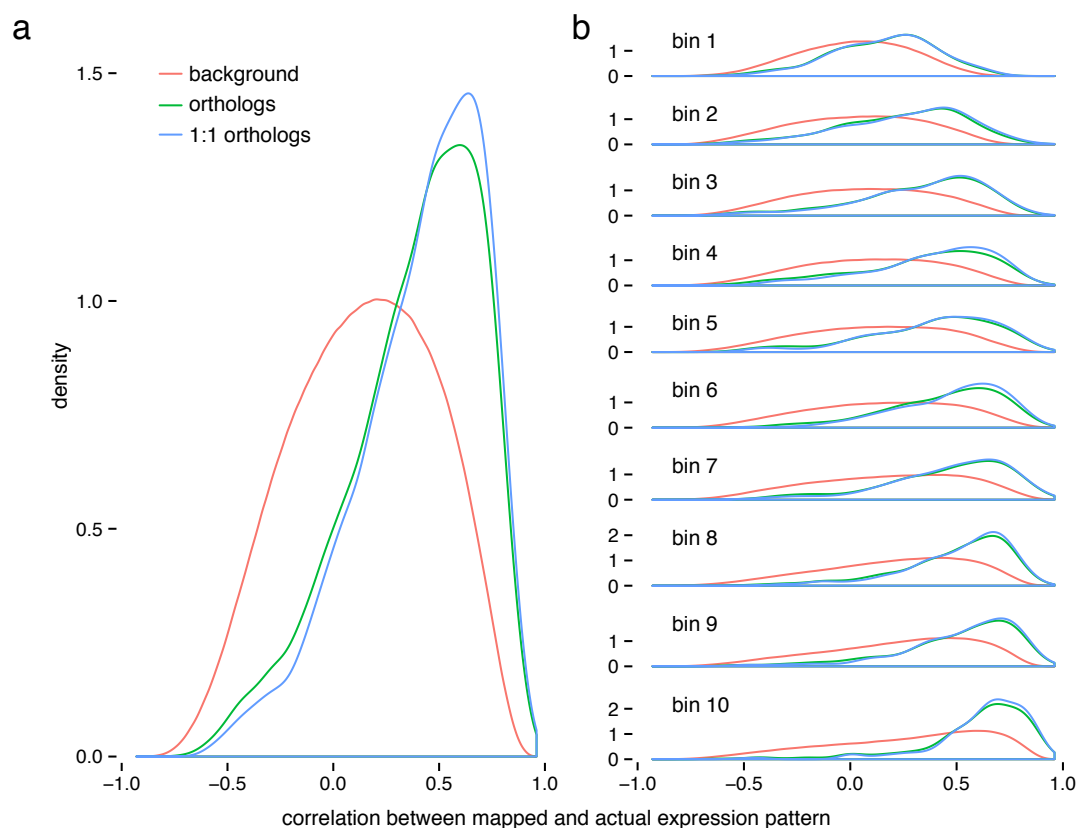 a
1.5
background
orthologs
1:1 orthologs
1.0
density
0.5
0.0
−1.0 −0.5 0.0 0.5 1.0
b
bin 1
1
0
bin 2
1
0
bin 3
1
0
bin 4
1
0
bin 5
1
0
bin 6
1
0
bin 7
1
0
bin 8
2
1
0
bin 9
1
0
bin 10
2
1
0
−1.0 −0.5 0.0 0.5 1.0
correlation between mapped and actual expression pattern